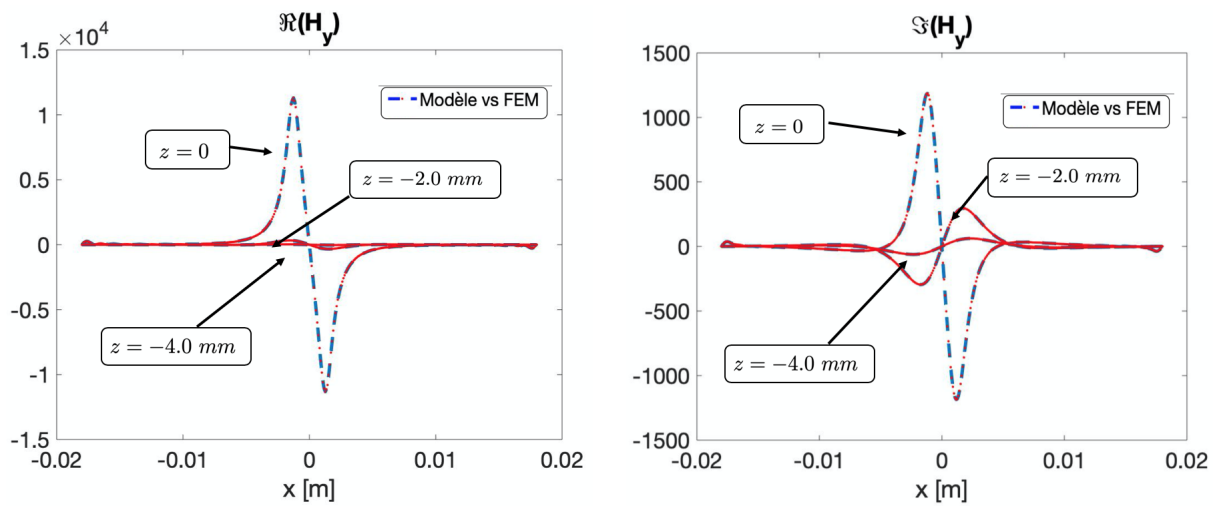 ℜ(H_y)
×10⁴
1.5
1
0.5
0
-0.5
-1
-1.5
-0.02 -0.01 0 0.01 0.02
x [m]
Modèle vs FEM
z = 0
z = −2.0 mm
z = −4.0 mm
ℑ(H_y)
1500
1000
500
0
-500
-1000
-1500
-0.02 -0.01 0 0.01 0.02
x [m]
Modèle vs FEM
z = 0
z = −2.0 mm
z = −4.0 mm